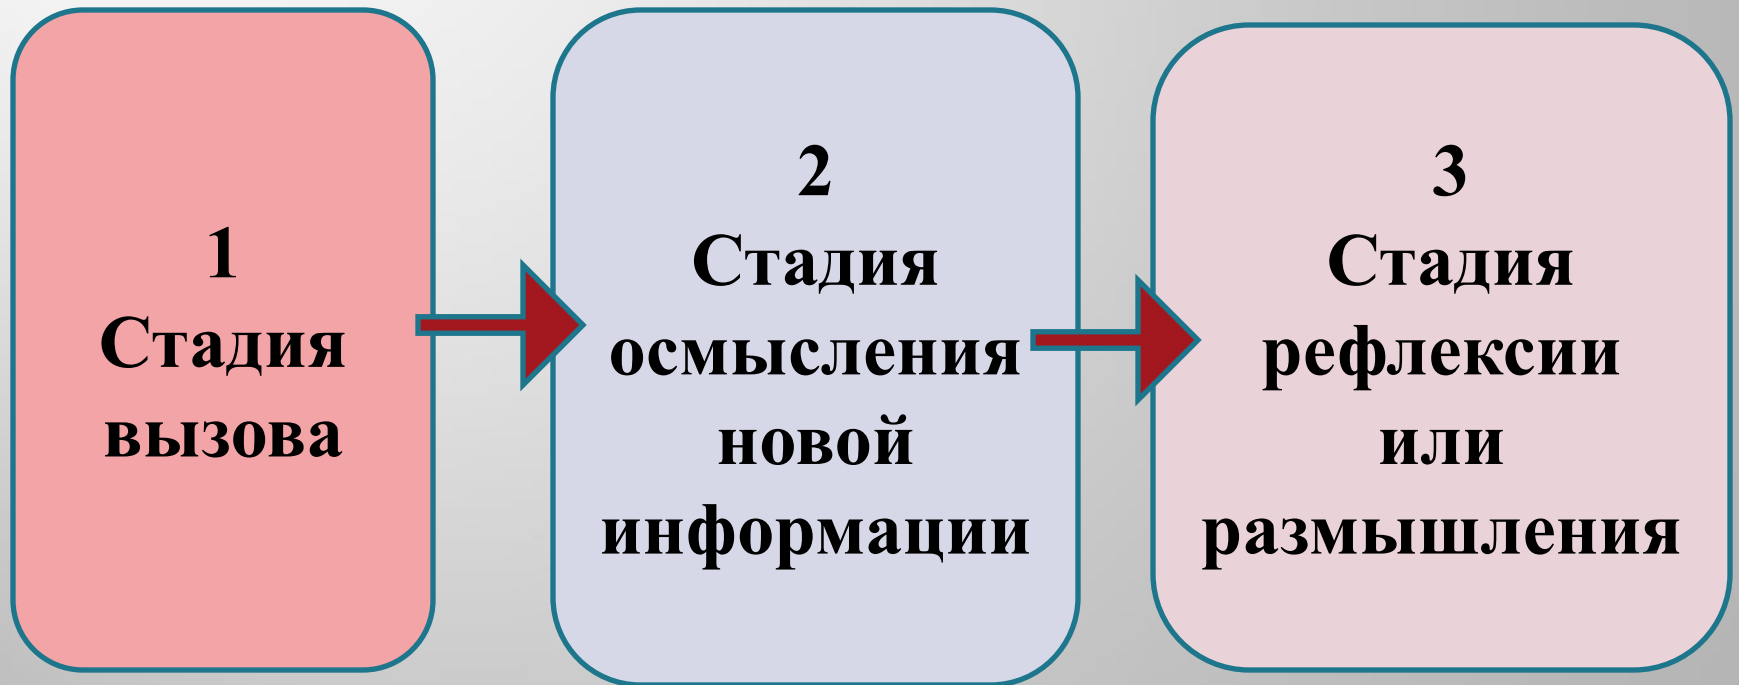 1
Стадия
вызова
2
Стадия
осмысления
новой
информации
3
Стадия
рефлексии
или
размышления